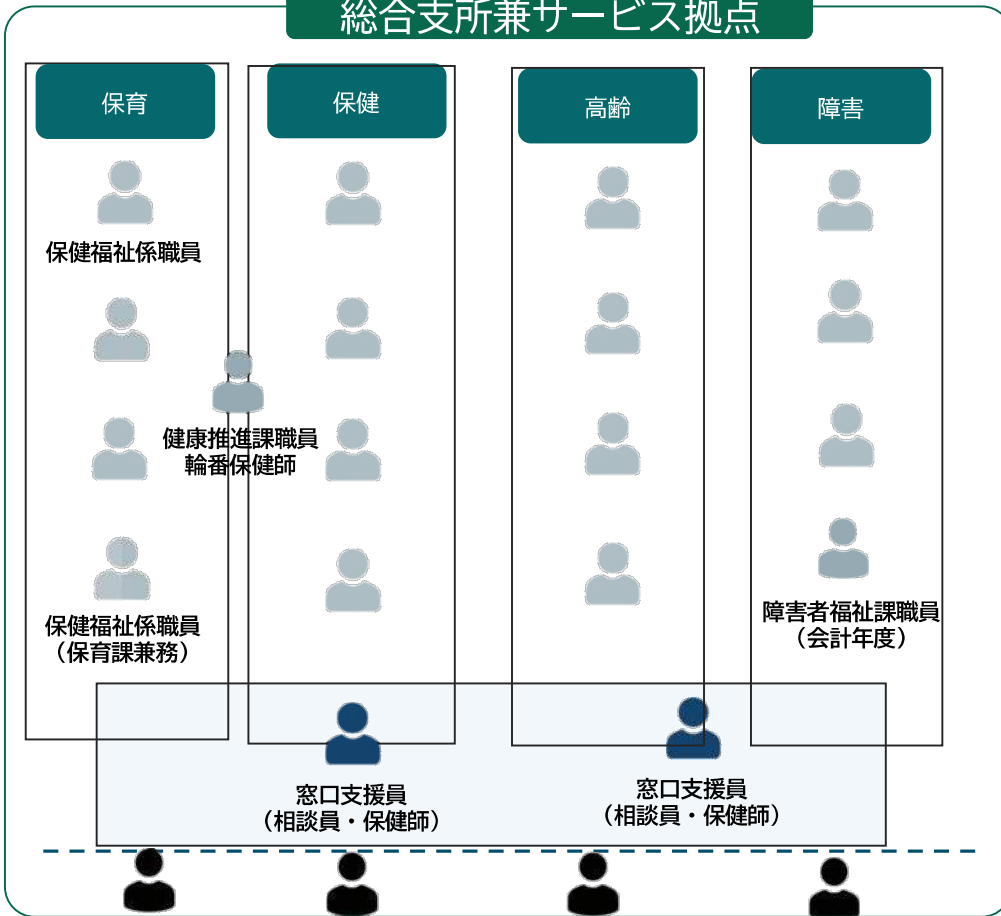 総合支所兼サービス拠点
保育
保健
高齢
障害
保健福祉係職員
健康推進課職員
輪番保健師
保健福祉係職員
（保育課兼務）
障害者福祉課職員
（会計年度）
窓口支援員
（相談員・保健師）
窓口支援員
（相談員・保健師）